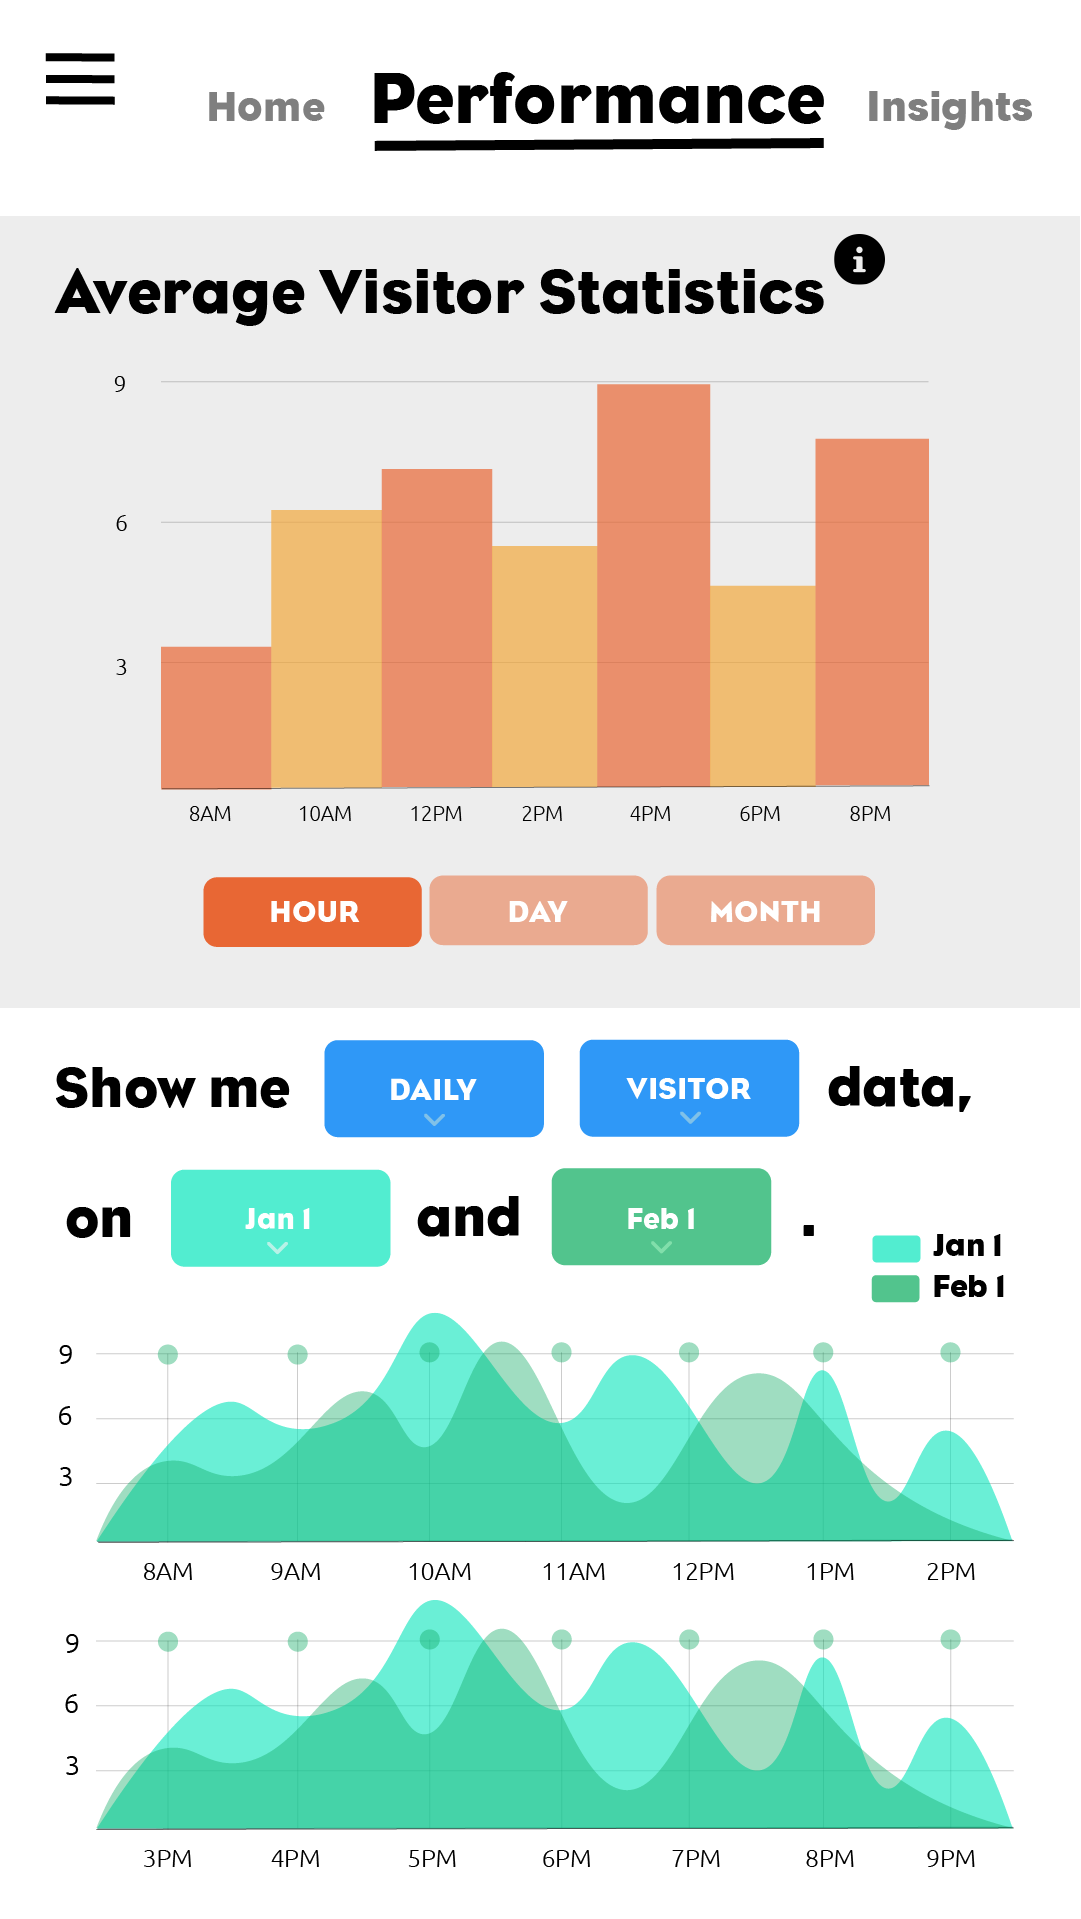 Home Performance Insights
Average Visitor Statistics i
9
6
3
8AM 10AM 12PM 2PM 4PM 6PM 8PM
HOUR DAY MONTH
Show me DAILY VISITOR data,
on Jan 1 and Feb 1 .
Jan 1
Feb 1
9
6
3
8AM 9AM 10AM 11AM 12PM 1PM 2PM
9
6
3
3PM 4PM 5PM 6PM 7PM 8PM 9PM